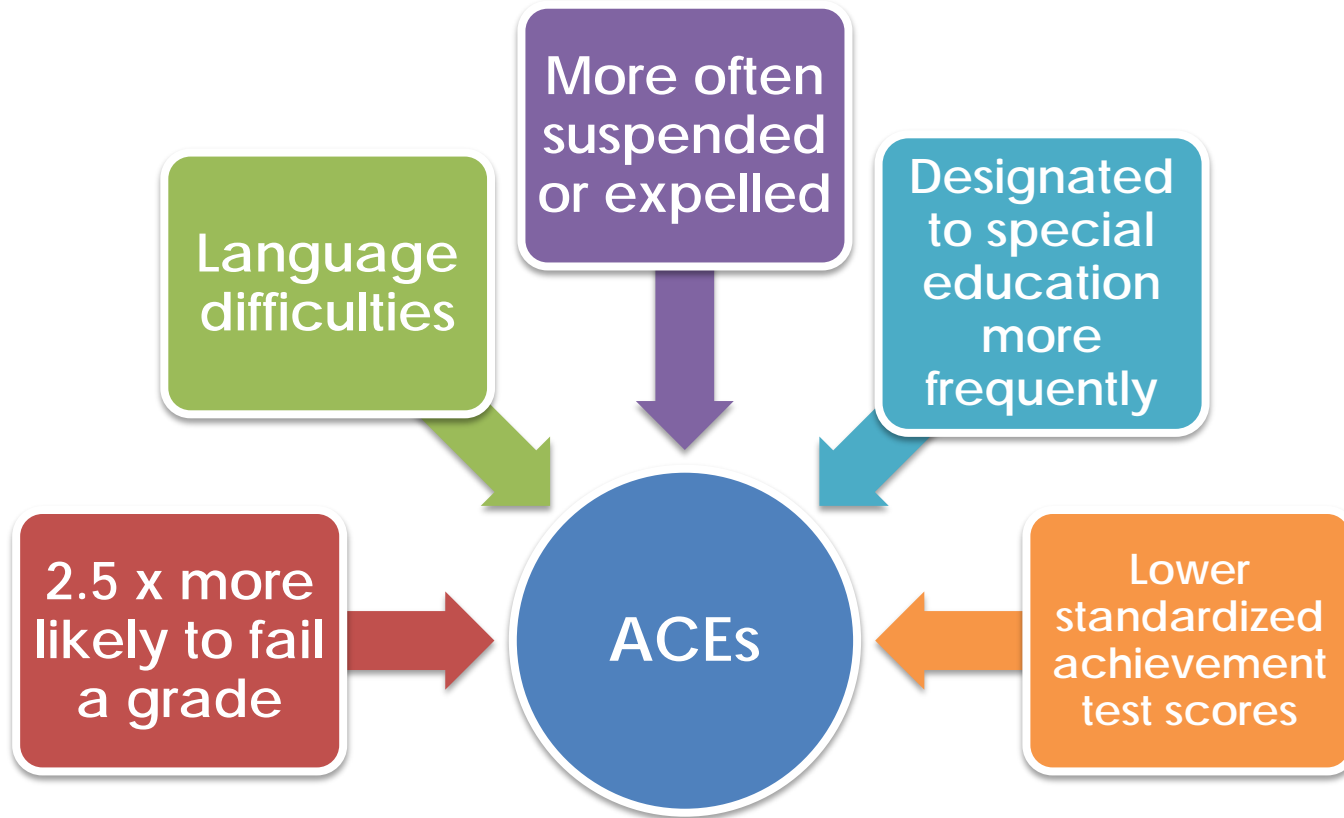 More often
suspended
or expelled
Language
difficulties
Designated
to special
education
more
frequently
2.5 x more
likely to fail
a grade
ACEs
Lower
standardized
achievement
test scores